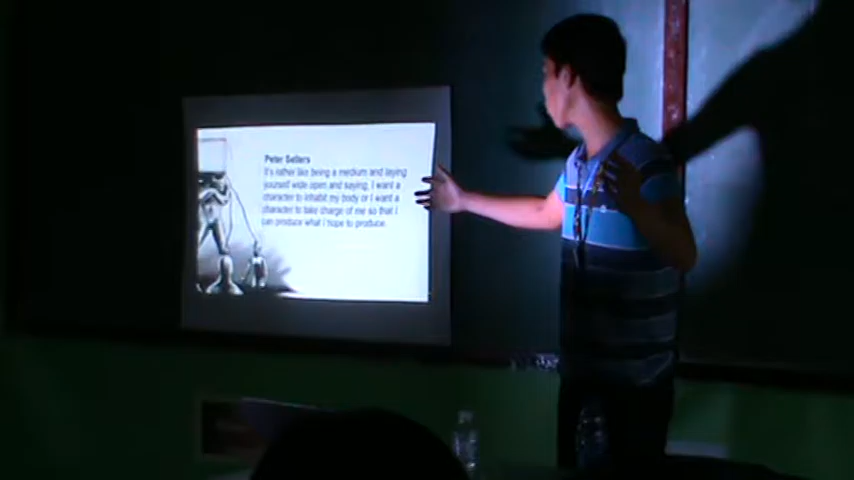 Peter Sellers
It's rather like being a medium and laying
yourself wide open and saying, I want a
character to inhabit my body or I want a
character to take charge of me so that I
can produce what I hope to produce.